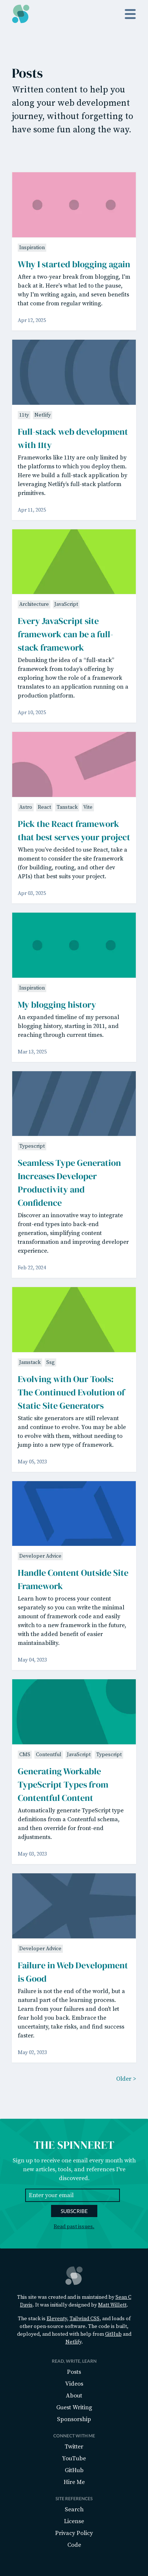 Posts
Written content to help you
along your web development
journey, without forgetting to
have some fun along the way.
Inspiration
Why I started blogging again
After a two-year break from blogging, I'm
back at it. Here's what led to the pause,
why I'm writing again, and seven benefits
that come from regular writing.
Apr 12, 2025
11ty Netlify
Full-stack web development
with 11ty
Frameworks like 11ty are only limited by
the platform to which you deploy them.
Here we build a full-stack application by
leveraging Netlify's full-stack platform
primitives.
Apr 11, 2025
Architecture JavaScript
Every JavaScript site
framework can be a full-
stack framework
Debunking the idea of a "full-stack"
framework from today's offering by
exploring how the code of a framework
translates to an application running on a
production platform.
Apr 10, 2025
Astro React Tanstack Vite
Pick the React framework
that best serves your project
When you've decided to use React, take a
moment to consider the other frameworks
(for building, routing, and other dev
APIs) that best suits your project.
Apr 03, 2025
Inspiration
My blogging history
An expanded timeline of my personal
blogging history, starting in 2011, and
reaching through current times.
Mar 13, 2025
Typescript
Seamless Type Generation
Increases Developer
Productivity and
Confidence
Discover an innovative way to integrate
front-end types into back-end
generation, simplifying content
transformation and improving developer
experience.
Feb 22, 2024
Jamstack Ssg
Evolving with Our Tools:
The Continued Evolution of
Static Site Generators
Static site generators are still relevant
and continue to evolve. You may be able
to evolve with them, without needing to
jump into a new type of framework.
May 05, 2023
Developer Advice
Handle Content Outside Site
Framework
Learn how to process your content
separately so you can write the minimal
amount of framework code and easily
switch to a new framework in the future,
with the added benefit of easier
maintainability.
May 04, 2023
CMS Contentful JavaScript Typescript
Generating Workable
TypeScript Types from
Contentful Content
Automatically generate TypeScript type
definitions from a Contentful schema,
and then override for front-end
adjustments.
May 03, 2023
Developer Advice
Failure in Web Development
is Good
Failure is not the end of the world, but a
natural part of the learning process.
Learn from your failures and don't let
fear hold you back. Embrace the
uncertainty, take risks, and find success
faster.
May 02, 2023
Older >
THE SPINNERET
Sign up to receive one email every month with
new articles, tools, and references I've
discovered.
Enter your email
SUBSCRIBE
Read past issues.
This site was created and is maintained by Sean C
Davis. It was initially designed by Matt Willett.
The stack is Eleventy, Tailwind CSS, and loads of
other open-source software. The code is built,
deployed, and hosted with help from GitHub and
Netlify.
READ, WRITE, LEARN
Posts
Videos
About
Guest Writing
Sponsorship
CONNECT WITH ME
Twitter
YouTube
GitHub
Hire Me
SITE REFERENCES
Search
License
Privacy Policy
Code